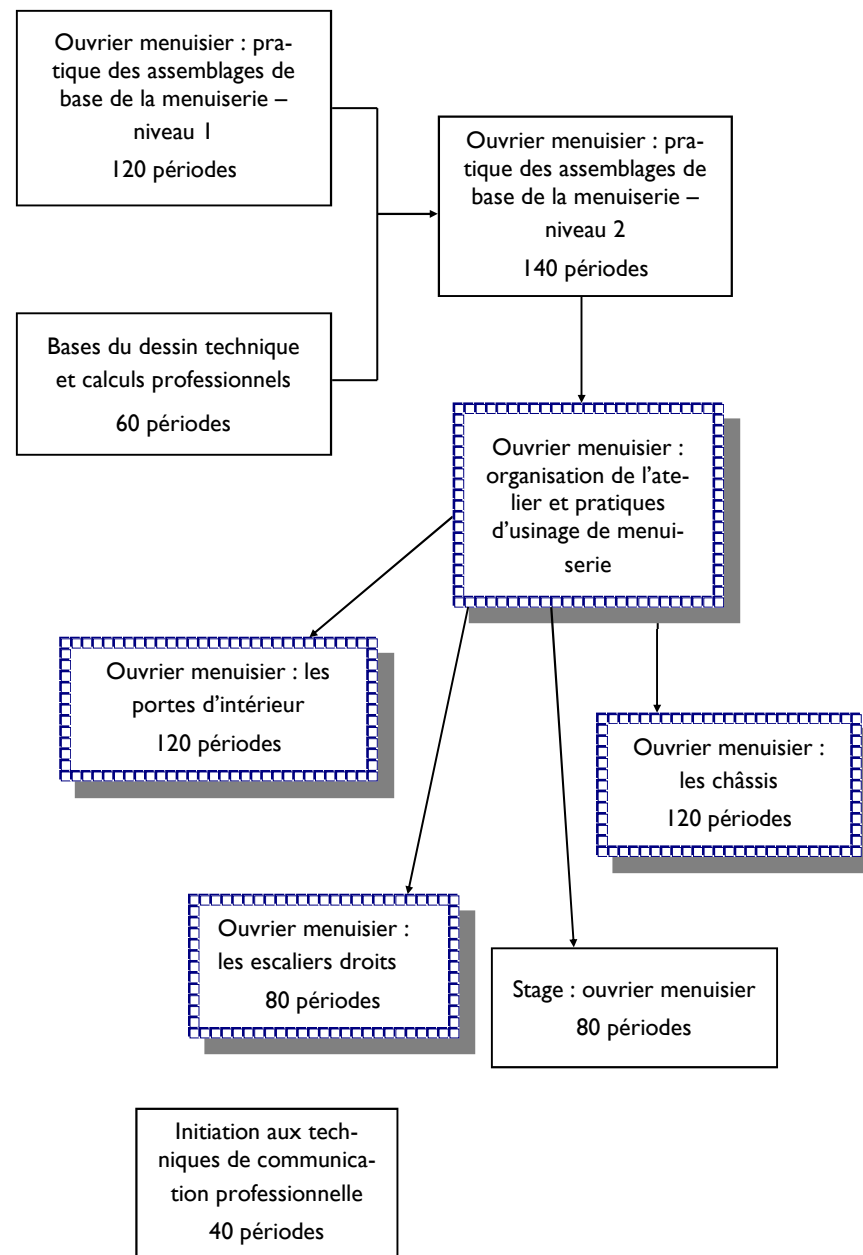 Ouvrier menuisier : pra-
tique des assemblages de
base de la menuiserie –
niveau 1
120 périodes
Ouvrier menuisier : pra-
tique des assemblages de
base de la menuiserie –
niveau 2
140 périodes
Bases du dessin technique
et calculs professionnels
60 périodes
Ouvrier menuisier :
organisation de l’ate-
lier et pratiques
d’usinage de menui-
serie
Ouvrier menuisier : les
portes d’intérieur
120 périodes
Ouvrier menuisier :
les châssis
120 périodes
Ouvrier menuisier :
les escaliers droits
80 périodes
Stage : ouvrier menuisier
80 périodes
Initiation aux tech-
niques de communica-
tion professionnelle
40 périodes